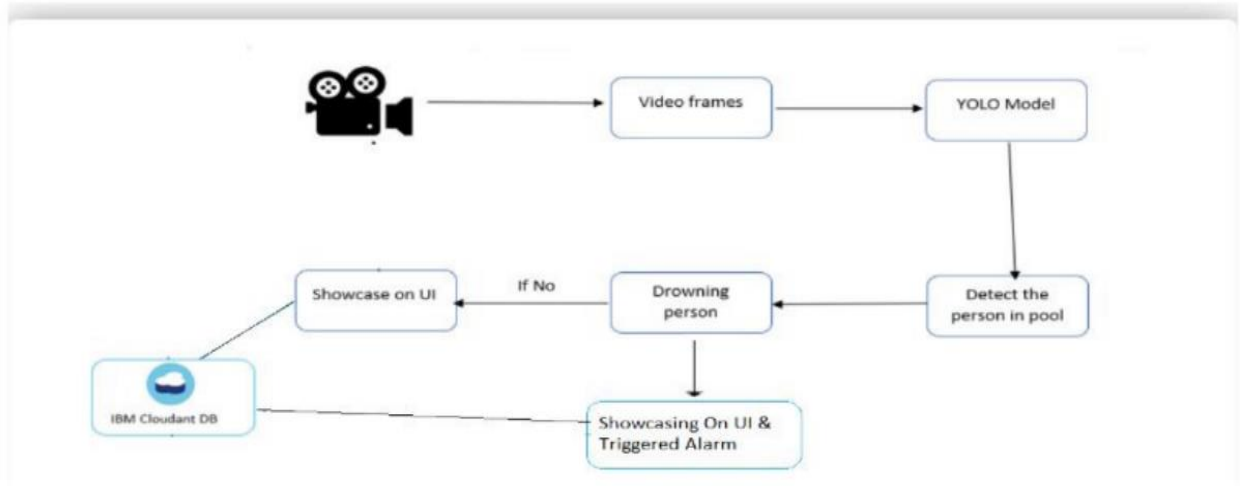 Video frames
YOLO Model
Showcase on UI
If No
Drowning
person
Detect the
person in pool
IBM Cloudant DB
Showcasing On UI &
Triggered Alarm